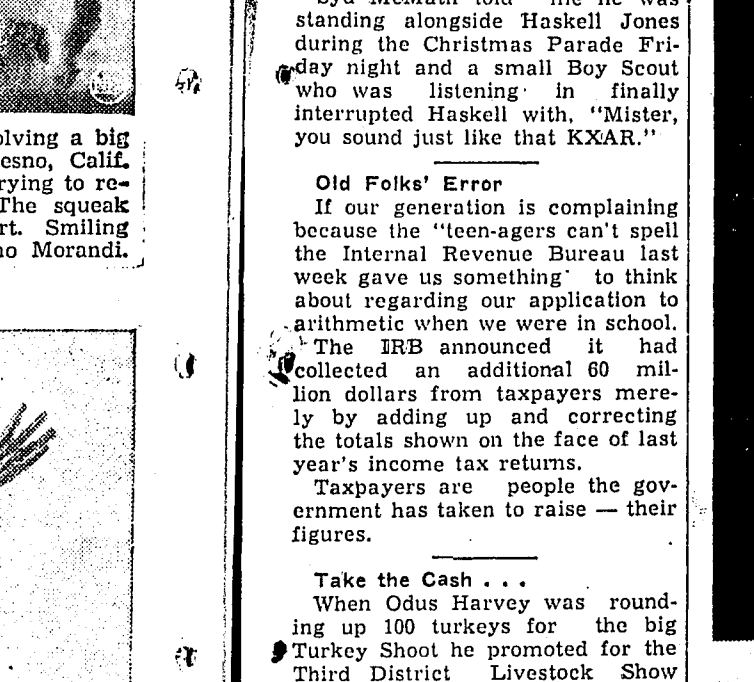 olving a big
esno, Calif.
rying to re-
The squeak
rt. Smiling
no Morandi.
standing alongside Haskell Jones
during the Christmas Parade Fri-
day night and a small Boy Scout
who was listening in finally
interrupted Haskell with, “Mister,
you sound just like that KXAR.”
Old Folks’ Error
If our generation is complaining
because the “teen-agers can’t spell
the Internal Revenue Bureau last
week gave us something to think
about regarding our application to
arithmetic when we were in school.
The IRB announced it had
collected an additional 60 mil-
lion dollars from taxpayers mere-
ly by adding up and correcting
the totals shown on the face of last
year’s income tax returns.
Taxpayers are people the gov-
ernment has taken to raise — their
figures.
Take the Cash . . .
When Odus Harvey was round-
ing up 100 turkeys for the big
Turkey Shoot he promoted for the
Third District Livestock Show